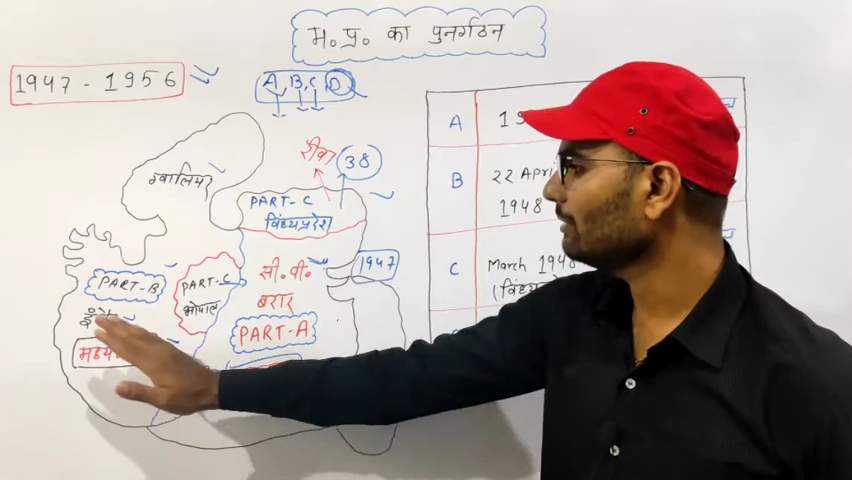 म. प्र. का पुनर्गठन
1947 - 1956
A, B, C D
ग्वालियर
रीवा
38
PART-C
विंध्यप्रदेश
PART-B
PART-C
भोपाल
सी. वी.
बरार
1947
PART-A
A
B
22 April
1948
C
March 1948